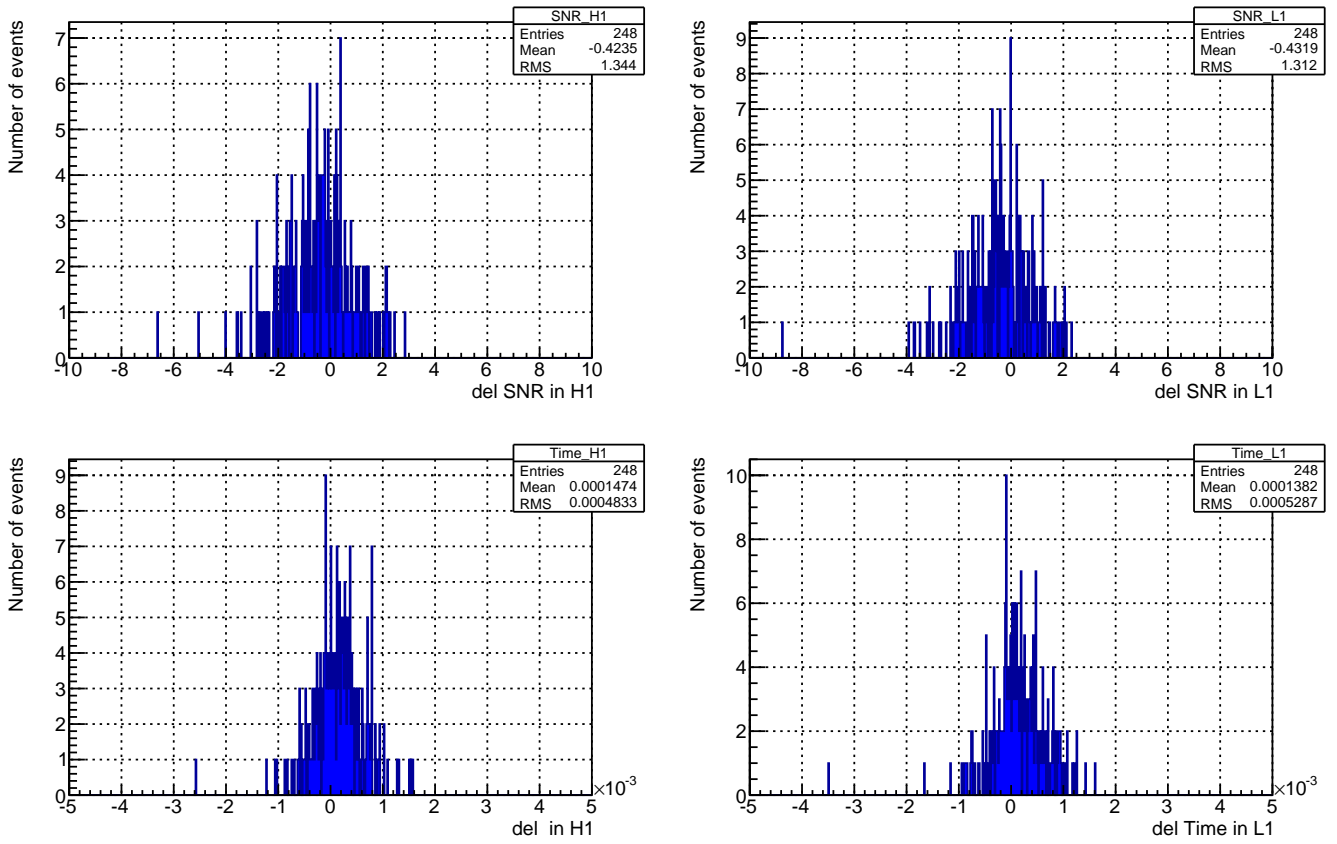 SNR_H1
Entries 248
Mean -0.4235
RMS 1.344
Number of events
7
6
5
4
3
2
1
0
-10 -8 -6 -4 -2 0 2 4 6 8 10
del SNR in H1
SNR_L1
Entries 248
Mean -0.4319
RMS 1.312
Number of events
9
8
7
6
5
4
3
2
1
0
-10 -8 -6 -4 -2 0 2 4 6 8 10
del SNR in L1
Time_H1
Entries 248
Mean 0.0001474
RMS 0.0004833
Number of events
9
8
7
6
5
4
3
2
1
0
-5 -4 -3 -2 -1 0 1 2 3 4 5
×10^-3
del in H1
Time_L1
Entries 248
Mean 0.0001382
RMS 0.0005287
Number of events
10
8
6
4
2
0
-5 -4 -3 -2 -1 0 1 2 3 4 5
×10^-3
del Time in L1